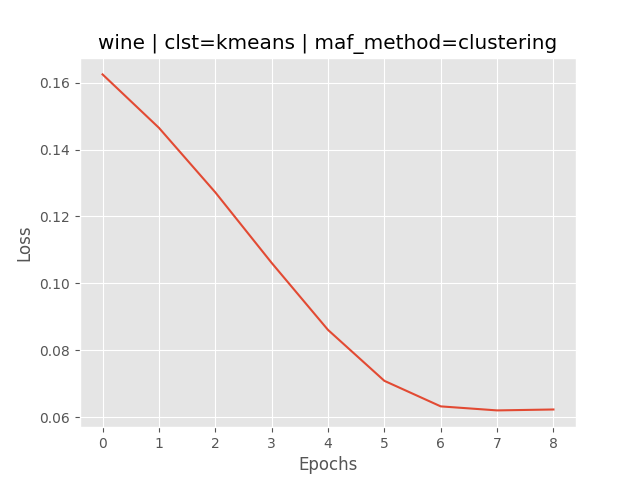 wine | clst=kmeans | maf_method=clustering
0.16
0.14
0.12
0.10
0.08
0.06
Loss
0 1 2 3 4 5 6 7 8
Epochs